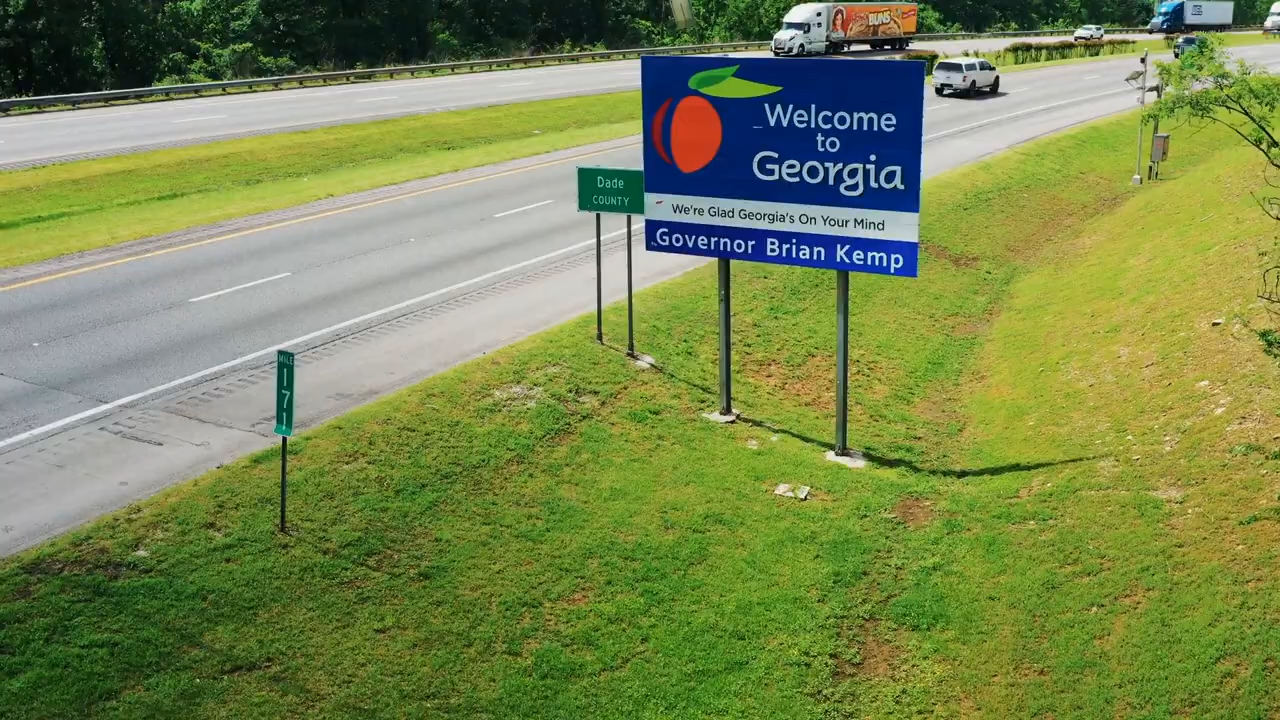 BUNS
Welcome
to
Georgia
We're Glad Georgia's On Your Mind
Governor Brian Kemp
Dade
COUNTY
MILE
1
7
1